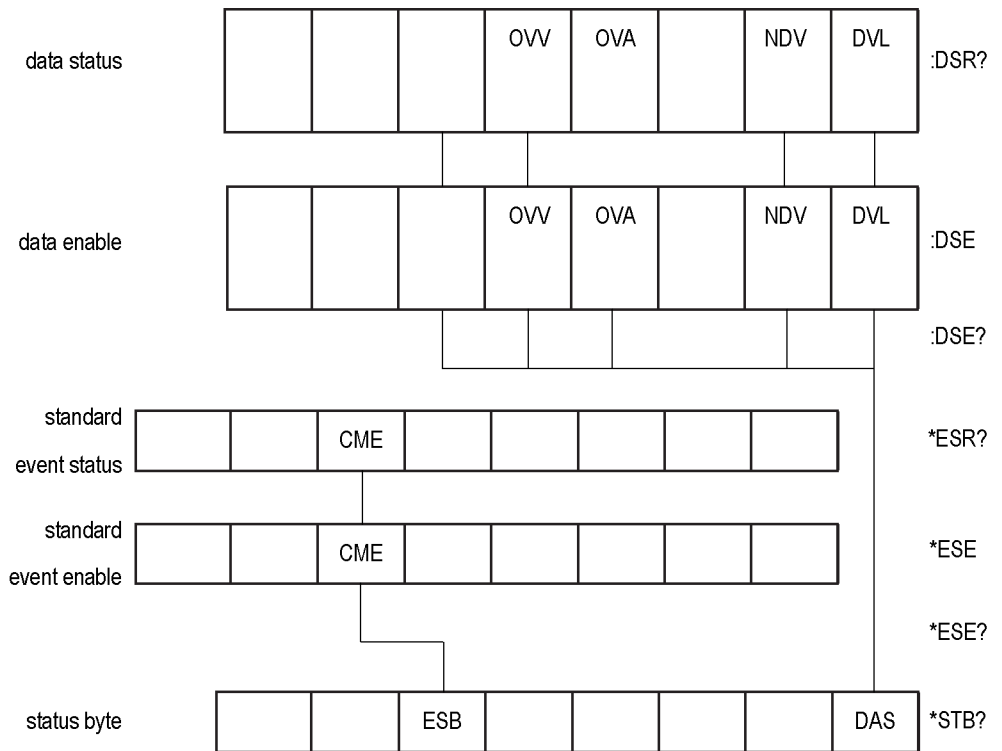 data status OVV OVA NDV DVL :DSR?
data enable OVV OVA NDV DVL :DSE
:DSE?
standard
event status CME *ESR?
standard
event enable CME *ESE
*ESE?
status byte ESB DAS *STB?